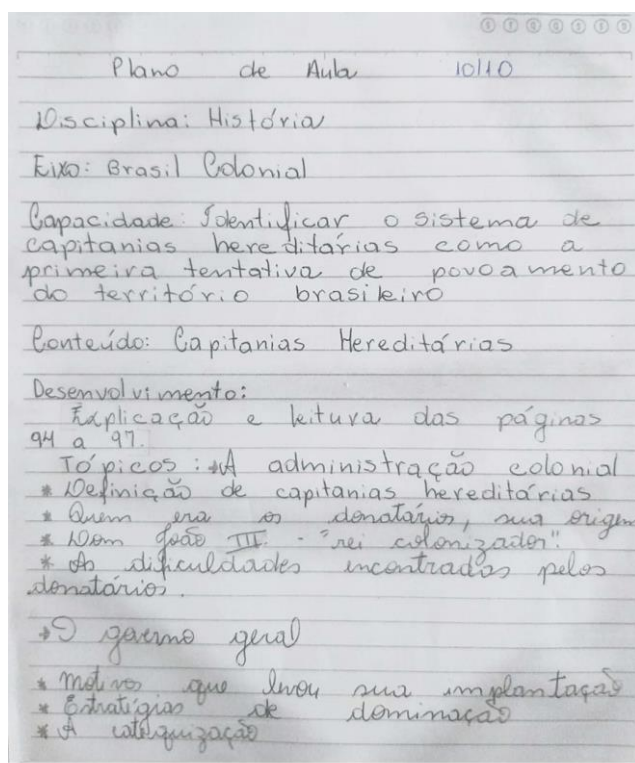 Plano de Aula 10/10
Disciplina: História
Eixo: Brasil Colonial
Capacidade: Identificar o sistema de
capitanias hereditárias como a
primeira tentativa de povoamento
do território brasileiro
Conteúdo: Capitanias Hereditárias
Desenvolvimento:
Explicação e leitura das páginas
94 a 97.
Tópicos: → A administração colonial
* Definição de capitanias hereditárias
* Quem era os donatários, sua origem
* Dom João III - "rei colonizador".
* As dificuldades encontradas pelos
donatários.
→ O governo geral
* Motivos que levou sua implantação
* Estratégias de dominação
* A catequização